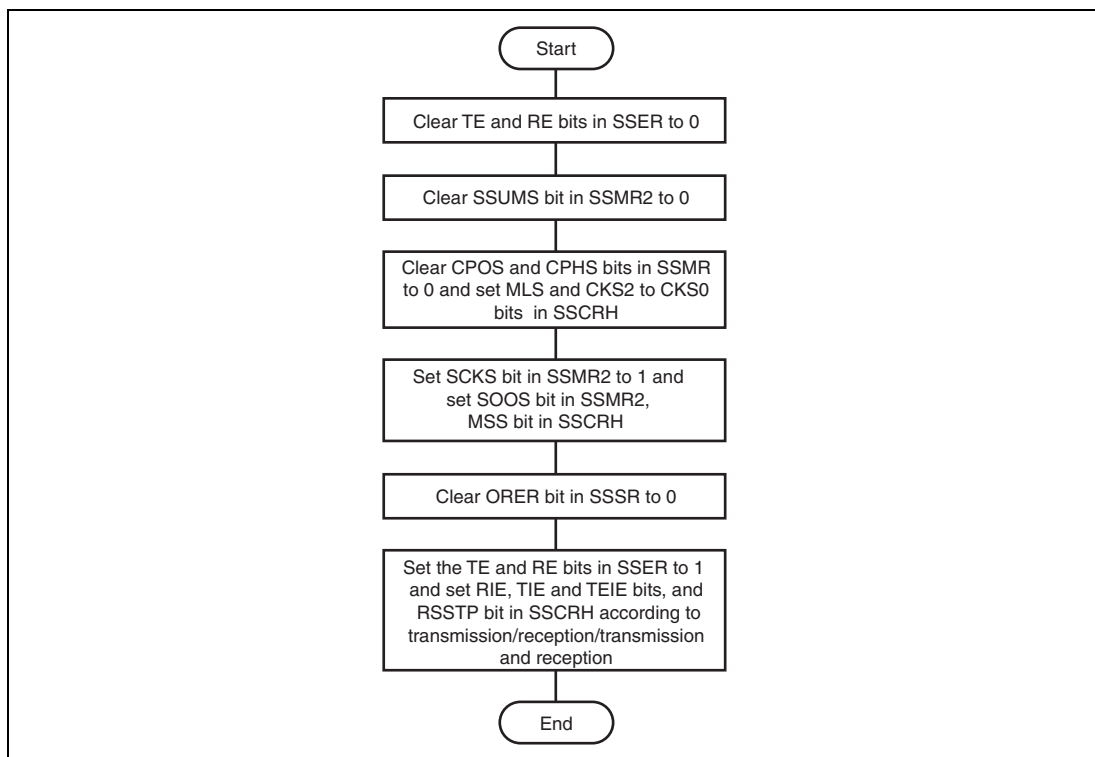 Start
Clear TE and RE bits in SSER to 0
Clear SSUMS bit in SSMR2 to 0
Clear CPOS and CPHS bits in SSMR
to 0 and set MLS and CKS2 to CKS0
bits in SSCRH
Set SCKS bit in SSMR2 to 1 and
set SOOS bit in SSMR2,
MSS bit in SSCRH
Clear ORER bit in SSSR to 0
Set the TE and RE bits in SSER to 1
and set RIE, TIE and TEIE bits, and
RSSTP bit in SSCRH according to
transmission/reception/transmission
and reception
End